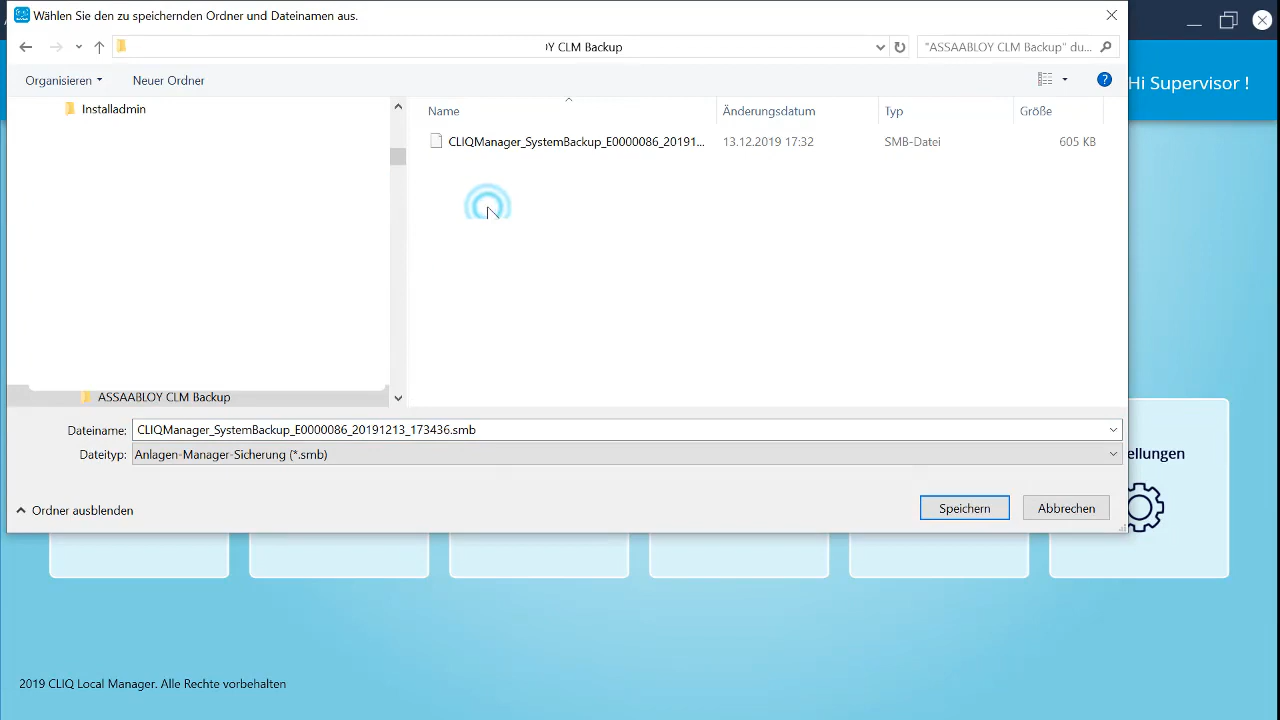 Wählen Sie den zu speichernden Ordner und Dateinamen aus.
Y CLM Backup
"ASSAABLOY CLM Backup" du...
Organisieren
Neuer Ordner
Hi Supervisor !
Installadmin
Name
Änderungsdatum
Typ
Größe
CLIQManager_SystemBackup_E0000086_20191...
13.12.2019 17:32
SMB-Datei
605 KB
ASSAABLOY CLM Backup
Dateiname:
CLIQManager_SystemBackup_E0000086_20191213_173436.smb
Dateityp:
Anlagen-Manager-Sicherung (*.smb)
ellungen
Ordner ausblenden
Speichern
Abbrechen
2019 CLIQ Local Manager. Alle Rechte vorbehalten